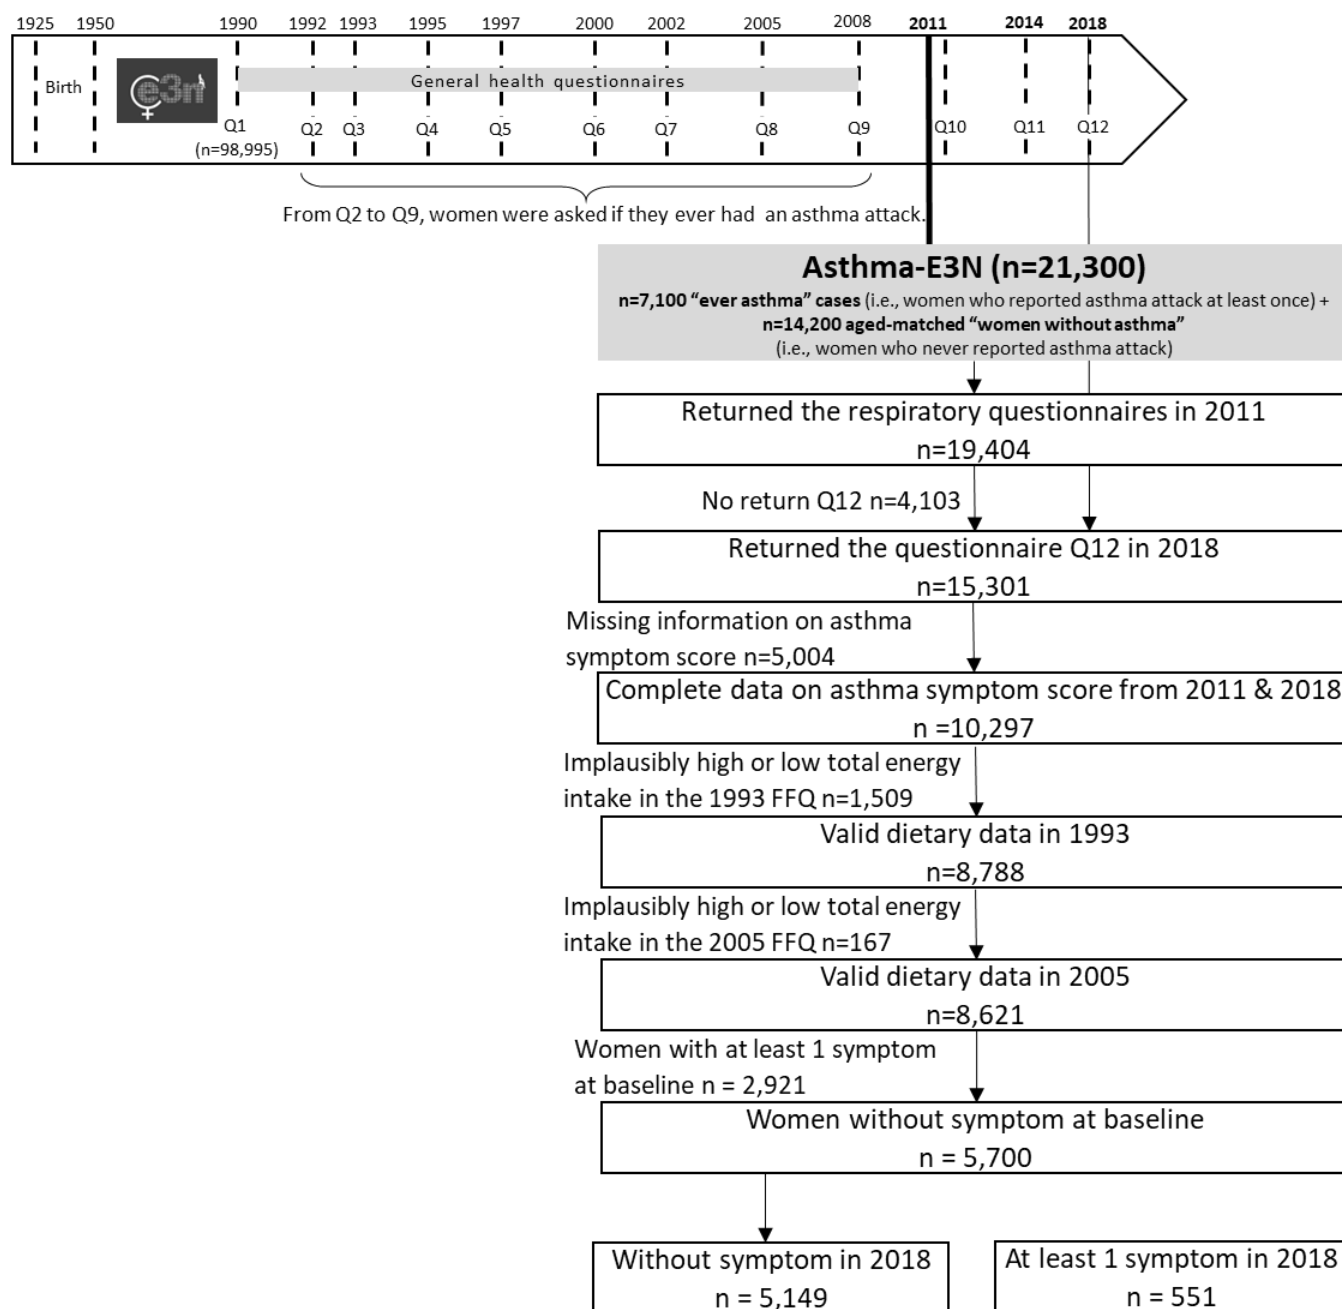 1925 1950 1990 1992 1993 1995 1997 2000 2002 2005 2008 2011 2014 2018
Birth
e3n
General health questionnaires
Q1 Q2 Q3 Q4 Q5 Q6 Q7 Q8 Q9 Q10 Q11 Q12
(n=98,995)
From Q2 to Q9, women were asked if they ever had an asthma attack.
Asthma-E3N (n=21,300)
n=7,100 “ever asthma” cases (i.e., women who reported asthma attack at least once) +
n=14,200 aged-matched “women without asthma”
(i.e., women who never reported asthma attack)
Returned the respiratory questionnaires in 2011
n=19,404
No return Q12 n=4,103
Returned the questionnaire Q12 in 2018
n=15,301
Missing information on asthma
symptom score n=5,004
Complete data on asthma symptom score from 2011 & 2018
n =10,297
Implausibly high or low total energy
intake in the 1993 FFQ n=1,509
Valid dietary data in 1993
n=8,788
Implausibly high or low total energy
intake in the 2005 FFQ n=167
Valid dietary data in 2005
n=8,621
Women with at least 1 symptom
at baseline n = 2,921
Women without symptom at baseline
n = 5,700
Without symptom in 2018
n = 5,149
At least 1 symptom in 2018
n = 551